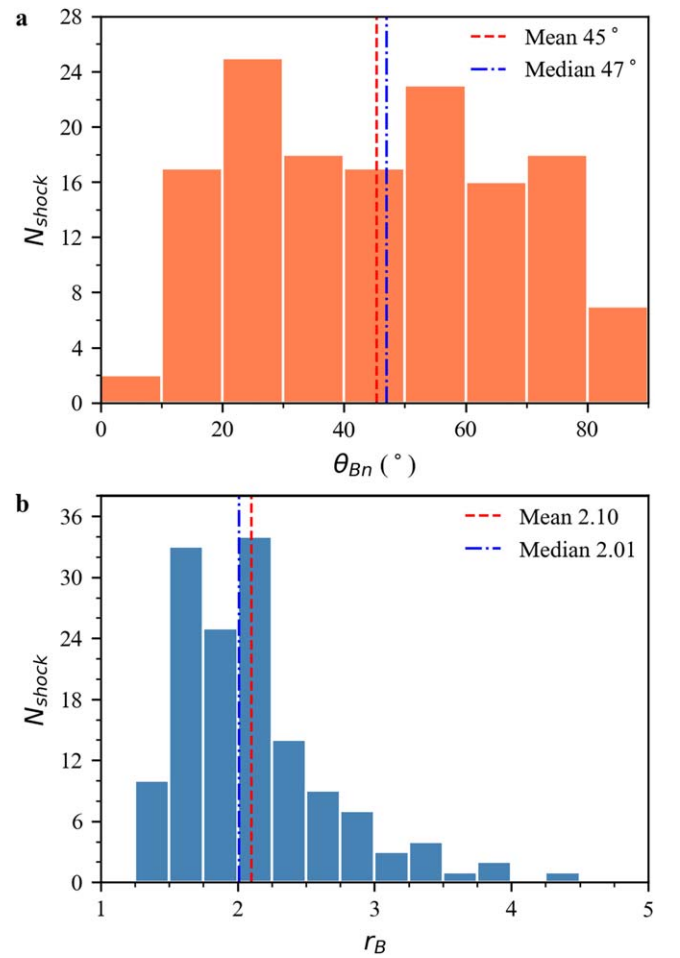 a
28
24
20
16
12
8
4
0
N_shock
Mean 45°
Median 47°
0 20 40 60 80
θ_Bn (°)
b
36
30
24
18
12
6
0
N_shock
Mean 2.10
Median 2.01
1 2 3 4 5
r_B